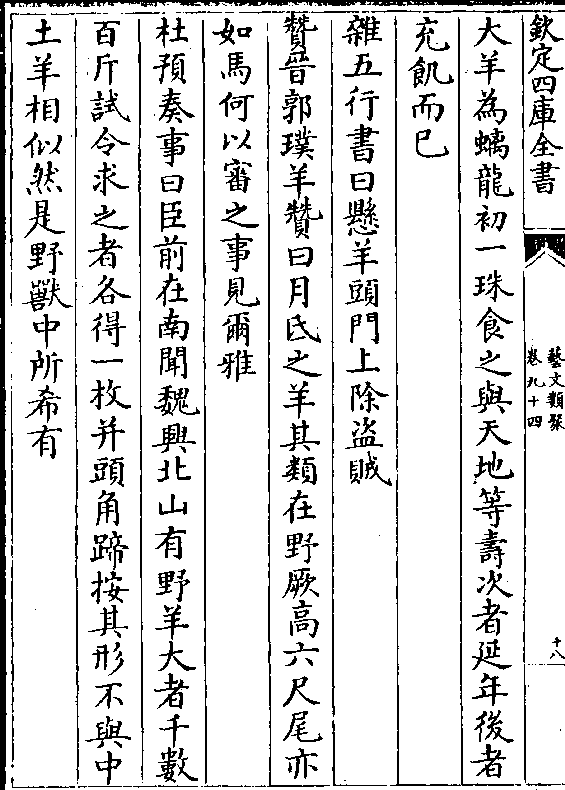 欽定四庫全書
藝文類聚
卷九十四
十八
大羊為螭龍初一珠食之與天地等壽次者延年後者
充飢而已
雜五行書曰懸羊頭門上除盗賊
贊晉郭璞羊贊曰月氐之羊其類在野厥高六尺尾亦
如馬何以審之事見爾雅
杜預奏事曰臣前在南聞魏興北山有野羊大者千數
百斤試令求之者各得一枚并頭角蹄按其形不與中
土羊相似然是野獸中所希有